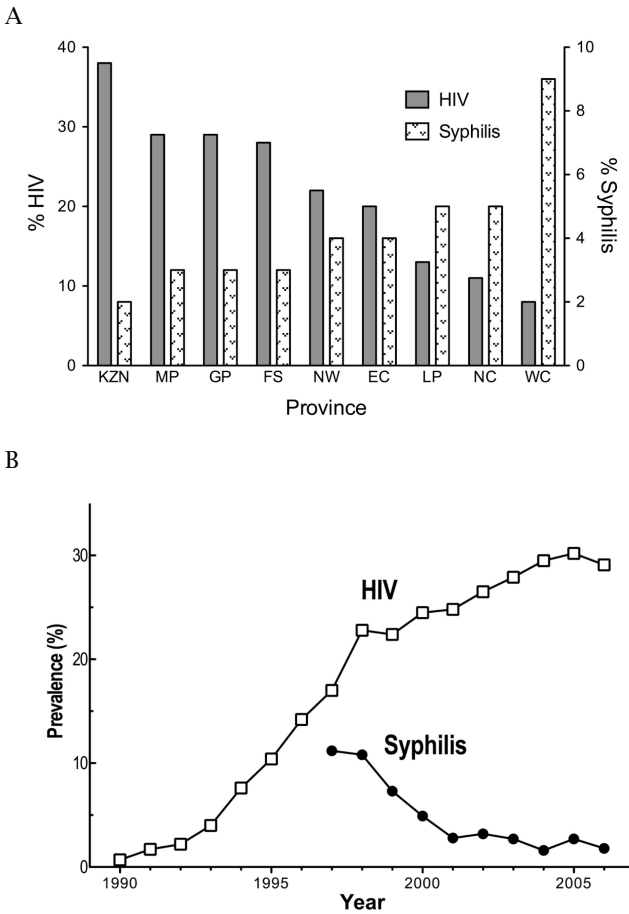 A
40
30
20
10
0
% HIV
10
8
6
4
2
0
% Syphilis
HIV
Syphilis
KZN MP GP FS NW EC LP NC WC
Province
B
30
20
10
0
Prevalence (%)
HIV
Syphilis
1990 1995 2000 2005
Year